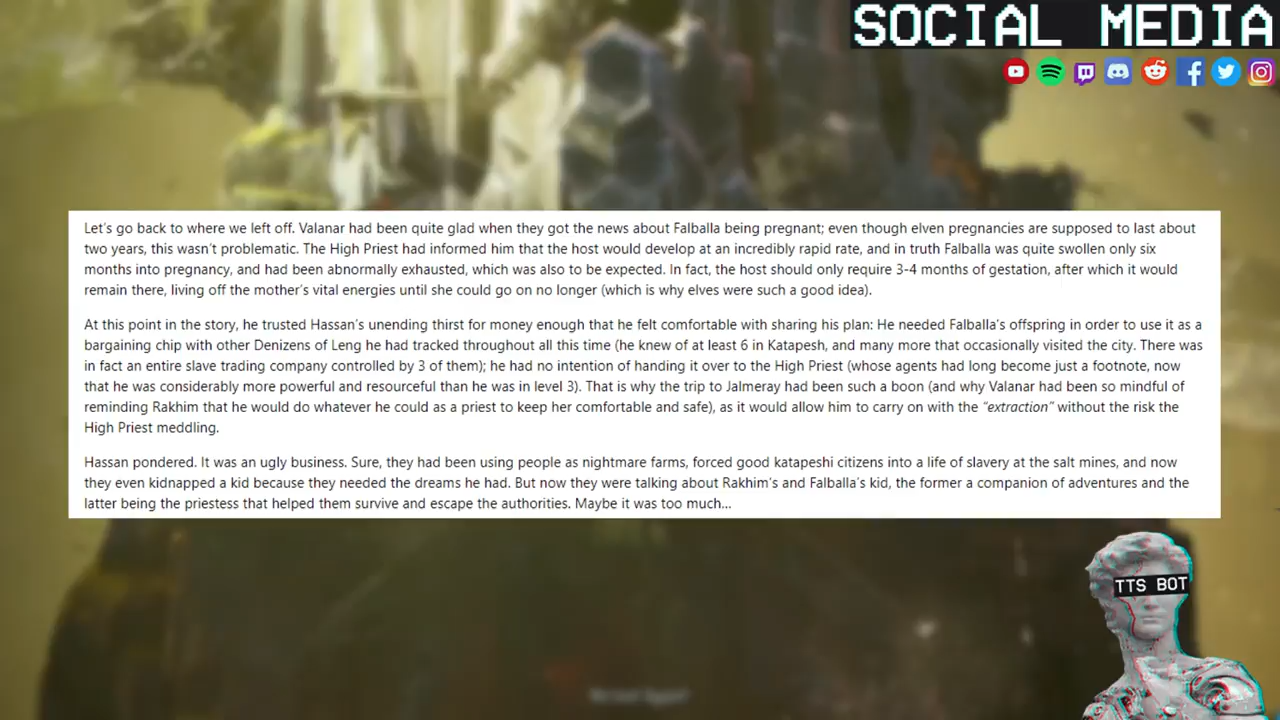 SOCIAL MEDIA
Let's go back to where we left off. Valanar had been quite glad when they got the news about Falballa being pregnant; even though elven pregnancies are supposed to last about
two years, this wasn't problematic. The High Priest had informed him that the host would develop at an incredibly rapid rate, and in truth Falballa was quite swollen only six
months into pregnancy, and had been abnormally exhausted, which was also to be expected. In fact, the host should only require 3-4 months of gestation, after which it would
remain there, living off the mother's vital energies until she could go on no longer (which is why elves were such a good idea).
At this point in the story, he trusted Hassan's unending thirst for money enough that he felt comfortable with sharing his plan: He needed Falballa's offspring in order to use it as a
bargaining chip with other Denizens of Leng he had tracked throughout all this time (he knew of at least 6 in Katapesh, and many more that occasionally visited the city. There was
in fact an entire slave trading company controlled by 3 of them); he had no intention of handing it over to the High Priest (whose agents had long become just a footnote, now
that he was considerably more powerful and resourceful than he was in level 3). That is why the trip to Jalmeray had been such a boon (and why Valanar had been so mindful of
reminding Rakhim that he would do whatever he could as a priest to keep her comfortable and safe), as it would allow him to carry on with the “extraction” without the risk the
High Priest meddling.
Hassan pondered. It was an ugly business. Sure, they had been using people as nightmare farms, forced good katapeshi citizens into a life of slavery at the salt mines, and now
they even kidnapped a kid because they needed the dreams he had. But now they were talking about Rakhim's and Falballa's kid, the former a companion of adventures and the
latter being the priestess that helped them survive and escape the authorities. Maybe it was too much...
TTS BOT